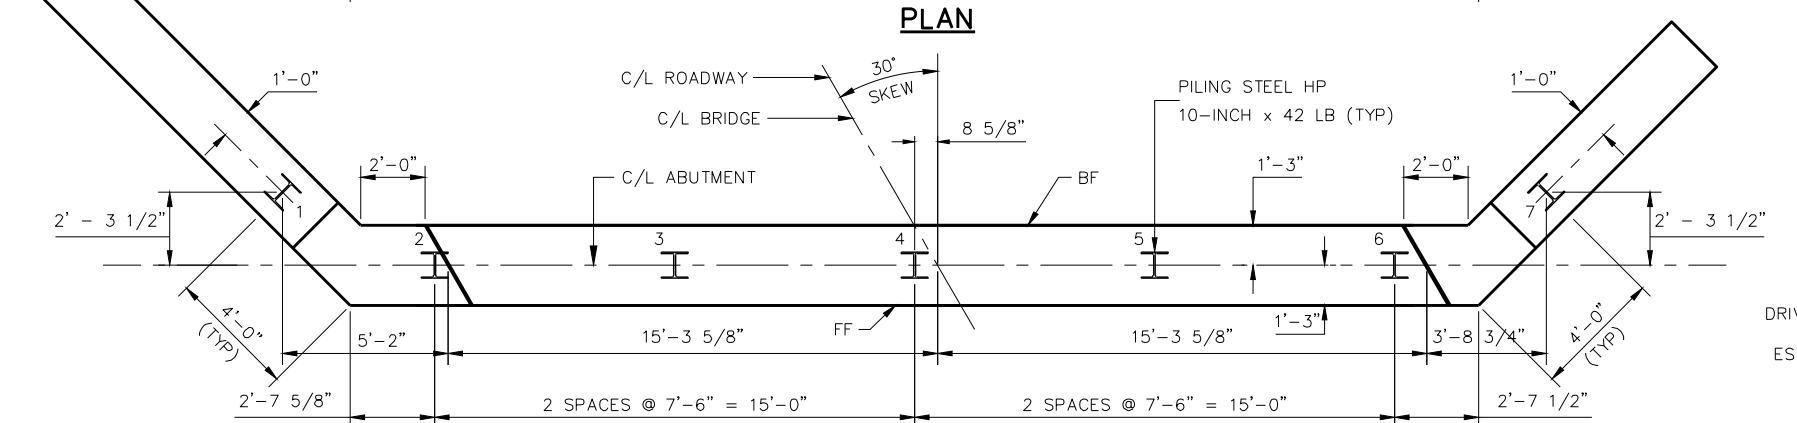 PLAN
C/L ROADWAY
30°
SKEW
1'-0"
1'-0"
PILING STEEL HP
10-INCH x 42 LB (TYP)
C/L BRIDGE
8 5/8"
2'-0"
C/L ABUTMENT
1'-3"
2'-0"
BF
1
7
2' - 3 1/2"
2' - 3 1/2"
2
3
4
5
6
4'-0"
(TYP)
FF
1'-3"
4'-0"
(TYP)
DRIV
5'-2"
15'-3 5/8"
15'-3 5/8"
3'-8 3/4"
ES
2'-7 5/8"
2 SPACES @ 7'-6" = 15'-0"
2 SPACES @ 7'-6" = 15'-0"
2'-7 1/2"